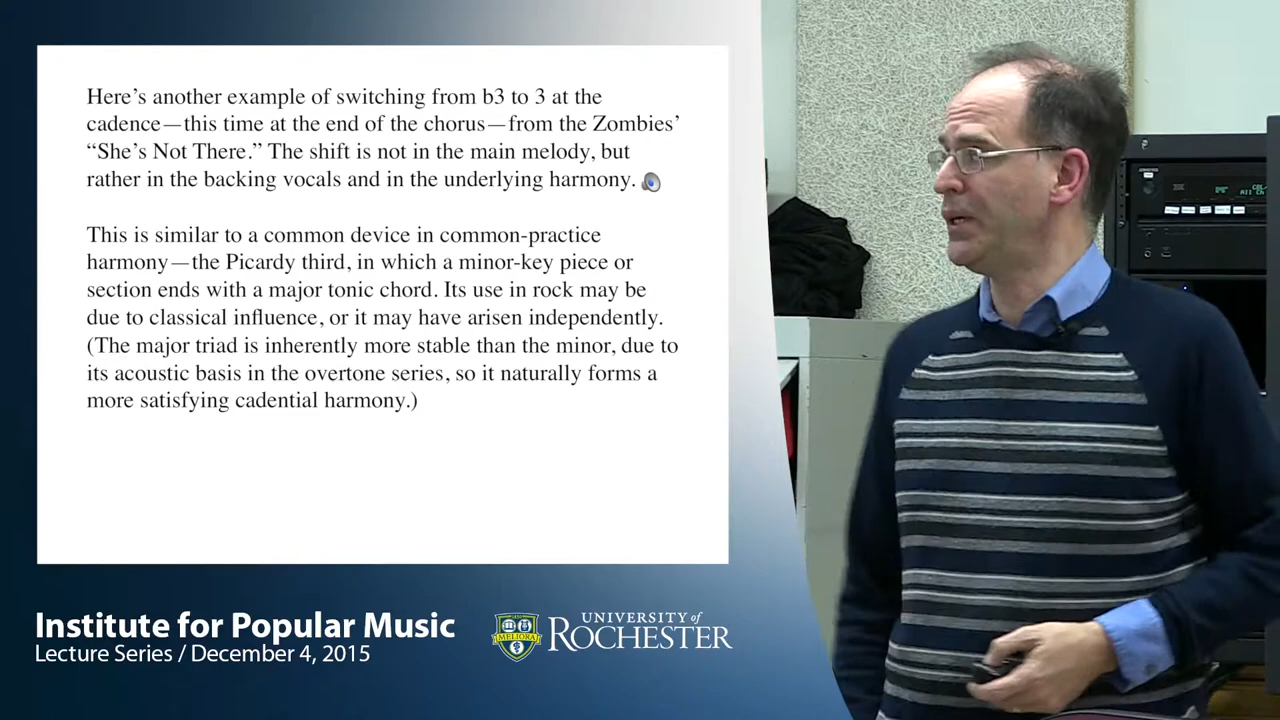 Here’s another example of switching from b3 to 3 at the
cadence—this time at the end of the chorus—from the Zombies’
“She’s Not There.” The shift is not in the main melody, but
rather in the backing vocals and in the underlying harmony.
This is similar to a common device in common-practice
harmony—the Picardy third, in which a minor-key piece or
section ends with a major tonic chord. Its use in rock may be
due to classical influence, or it may have arisen independently.
(The major triad is inherently more stable than the minor, due to
its acoustic basis in the overtone series, so it naturally forms a
more satisfying cadential harmony.)
Institute for Popular Music
Lecture Series / December 4, 2015
MELIORA
UNIVERSITY of
ROCHESTER